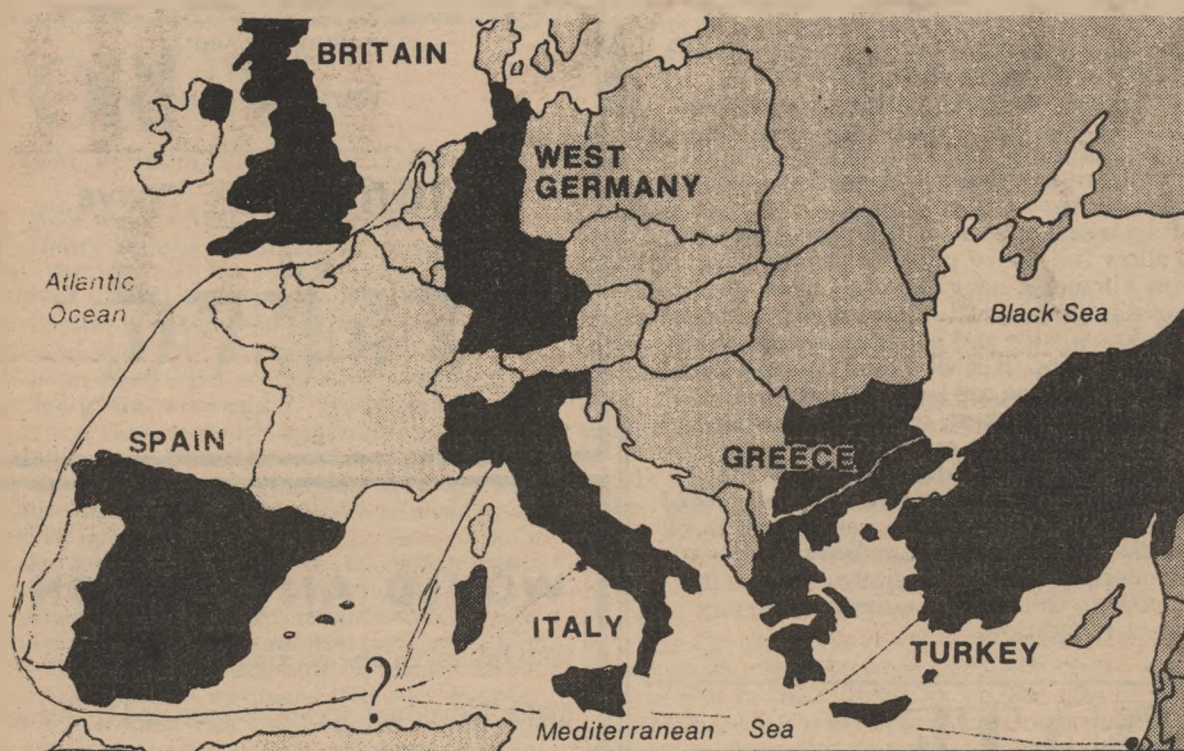 BRITAIN
WEST
GERMANY
Atlantic
Ocean
Black Sea
SPAIN
GREECE
ITALY
TURKEY
?
Mediterranean Sea